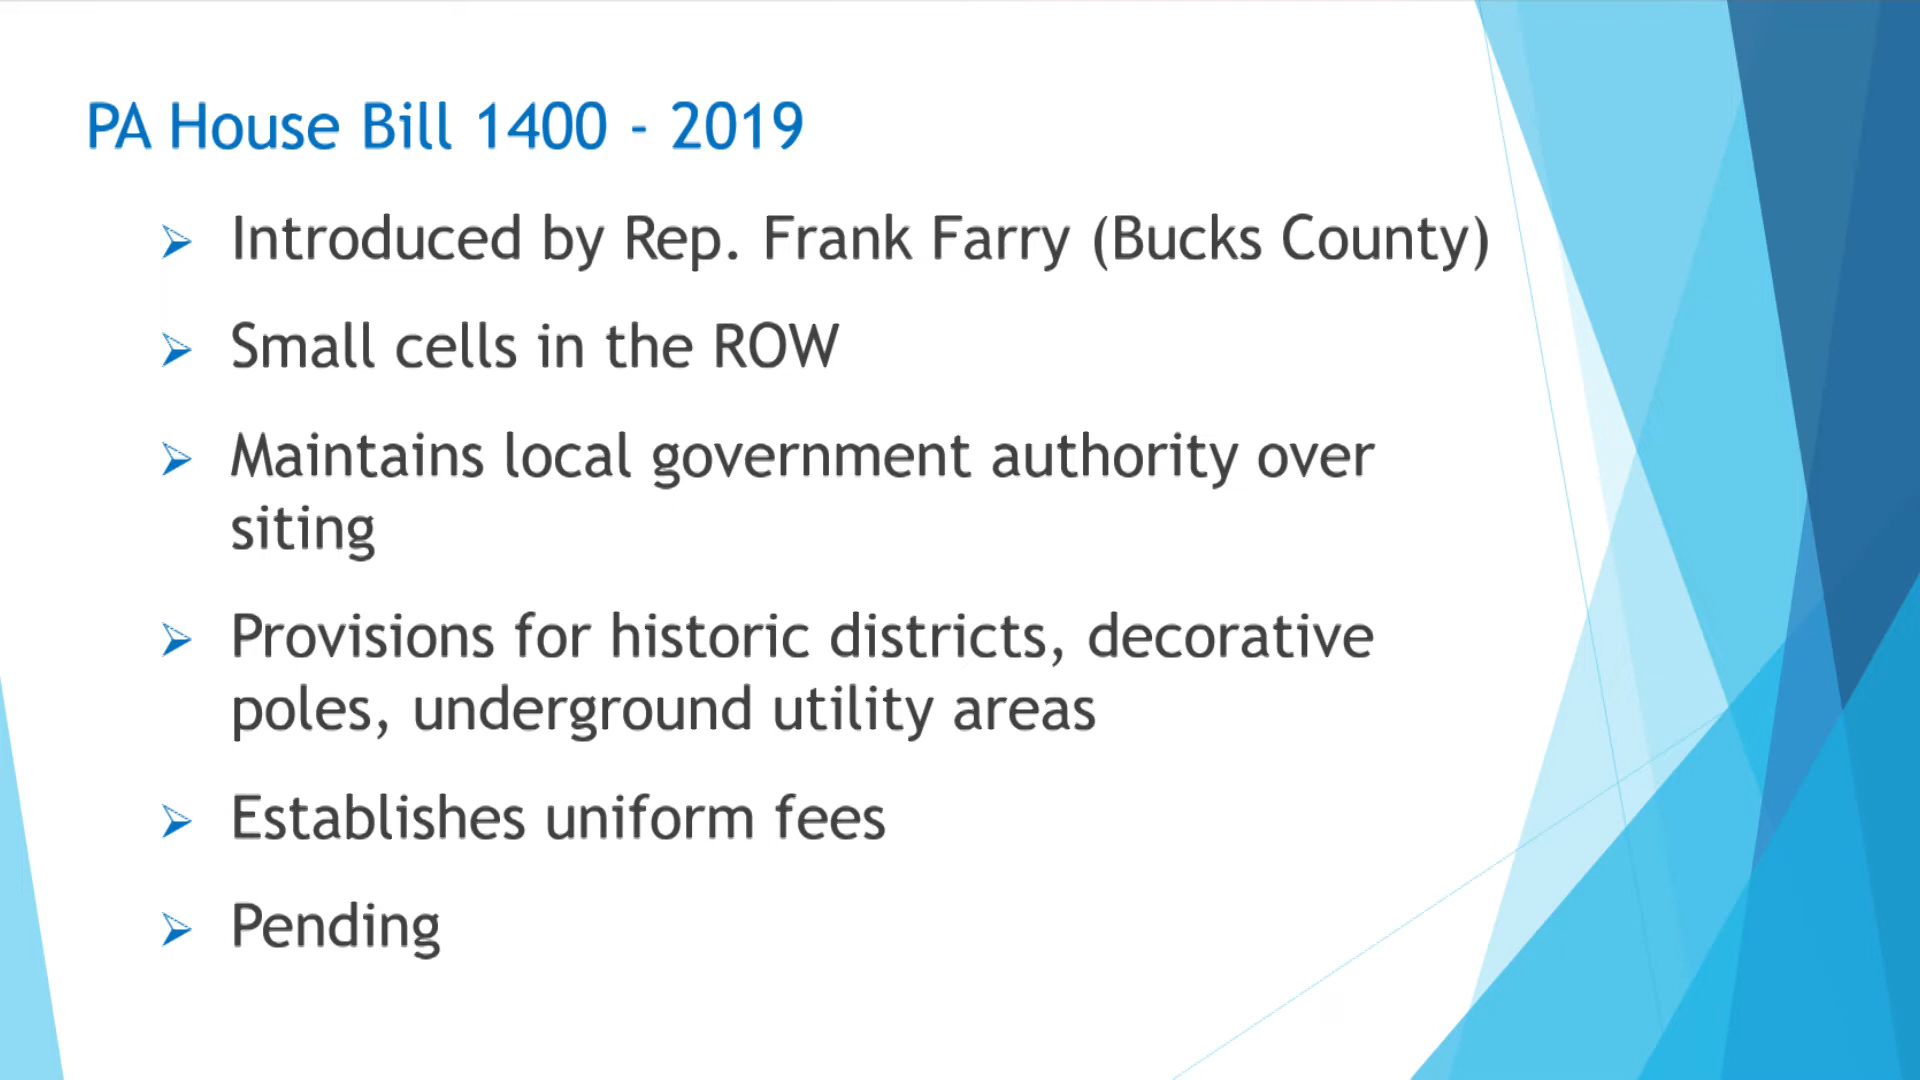 PA House Bill 1400 - 2019
Introduced by Rep. Frank Farry (Bucks County)
Small cells in the ROW
Maintains local government authority over
siting
Provisions for historic districts, decorative
poles, underground utility areas
Establishes uniform fees
Pending